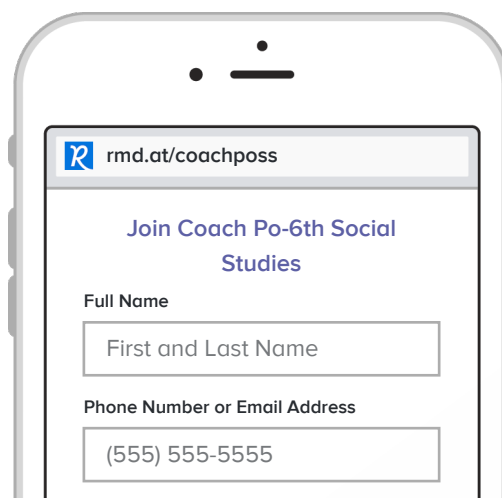 rmd.at/coachposs
Join Coach Po-6th Social
Studies
Full Name
First and Last Name
Phone Number or Email Address
(555) 555-5555